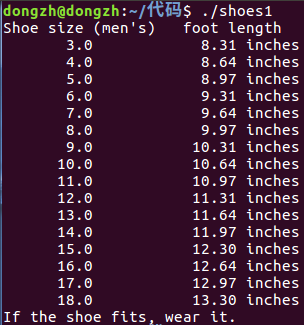 dongzh@dongzh:~/代码$ ./shoes1
Shoe size (men's)   foot length
        3.0             8.31 inches
        4.0             8.64 inches
        5.0             8.97 inches
        6.0             9.31 inches
        7.0             9.64 inches
        8.0             9.97 inches
        9.0            10.31 inches
       10.0            10.64 inches
       11.0            10.97 inches
       12.0            11.31 inches
       13.0            11.64 inches
       14.0            11.97 inches
       15.0            12.30 inches
       16.0            12.64 inches
       17.0            12.97 inches
       18.0            13.30 inches
If the shoe fits, wear it.